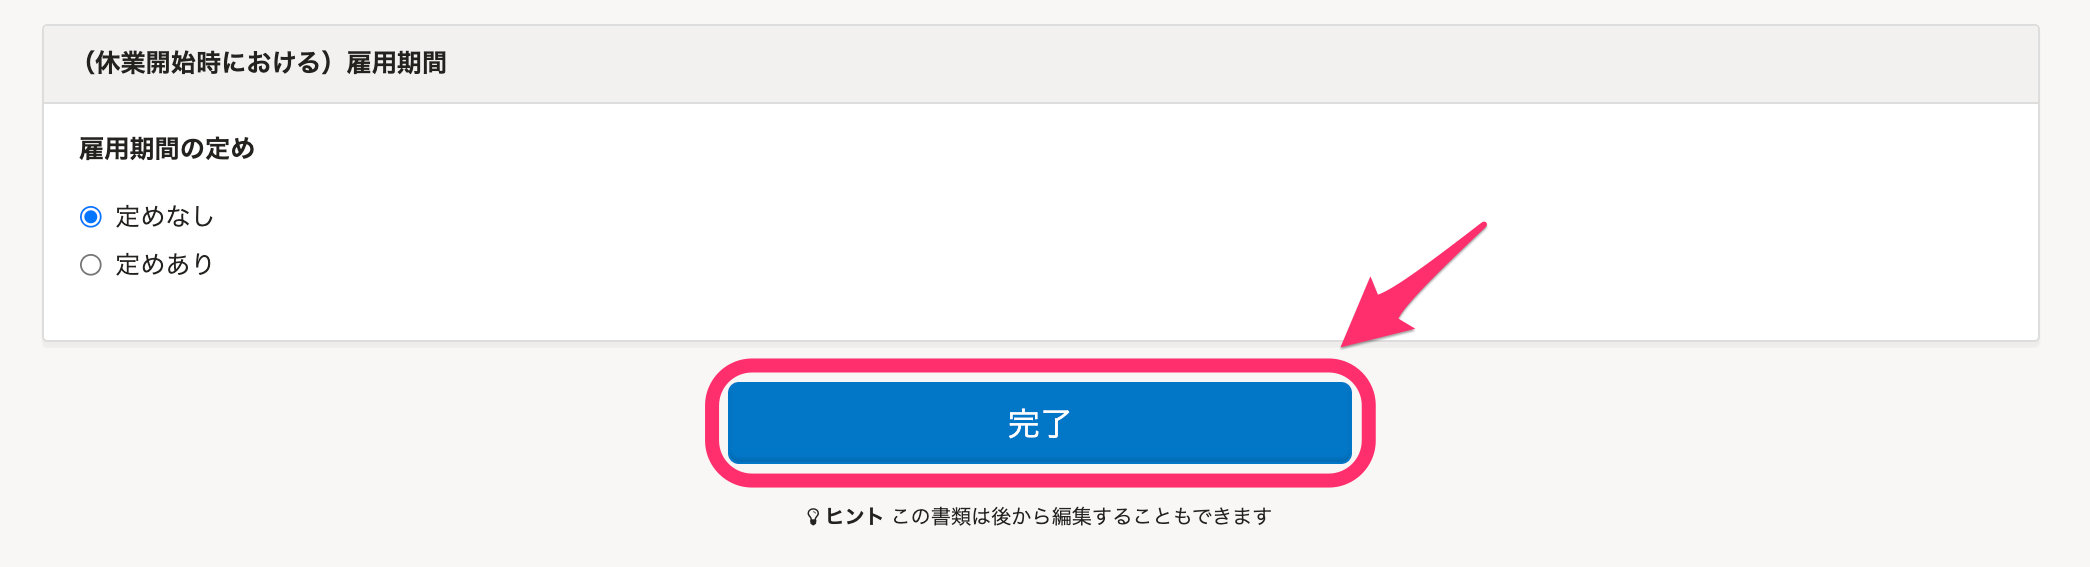 （休業開始時における）雇用期間
雇用期間の定め
定めなし
定めあり
完了
ヒント この書類は後から編集することもできます